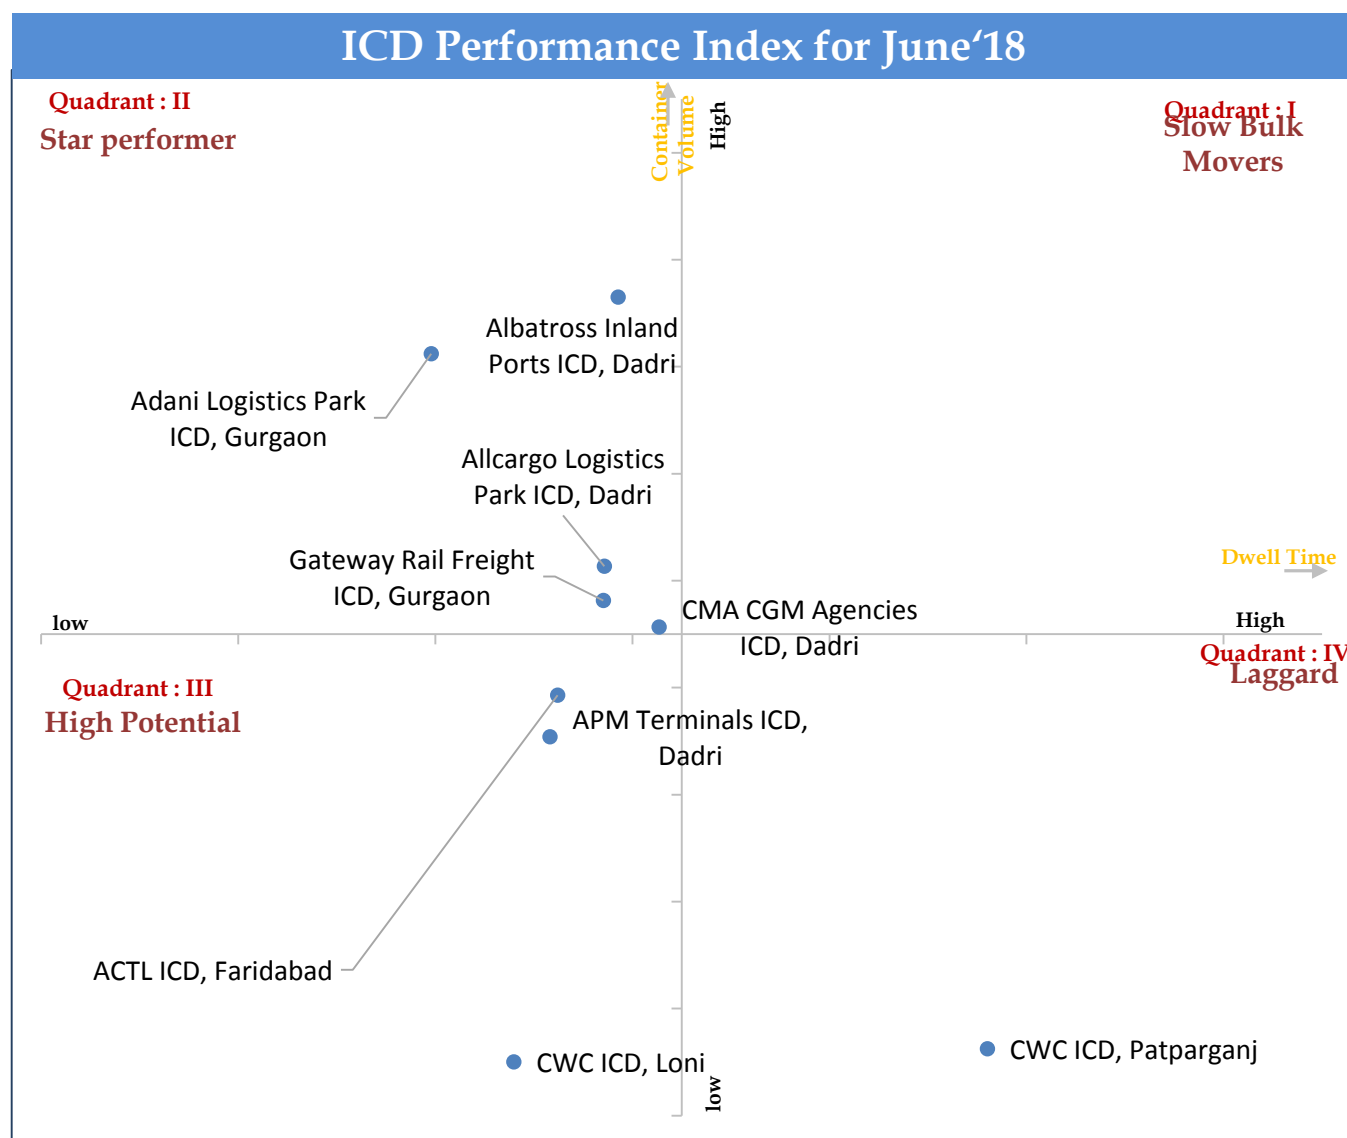 ICD Performance Index for June‘18
Quadrant : II
Star performer
Container
Volume
High
Quadrant : I
Slow Bulk
Movers
Albatross Inland
Ports ICD, Dadri
Adani Logistics Park
ICD, Gurgaon
Allcargo Logistics
Park ICD, Dadri
Gateway Rail Freight
ICD, Gurgaon
Dwell Time
CMA CGM Agencies
ICD, Dadri
low
High
Quadrant : IV
Laggard
Quadrant : III
High Potential
APM Terminals ICD,
Dadri
ACTL ICD, Faridabad
CWC ICD, Loni
CWC ICD, Patparganj
low